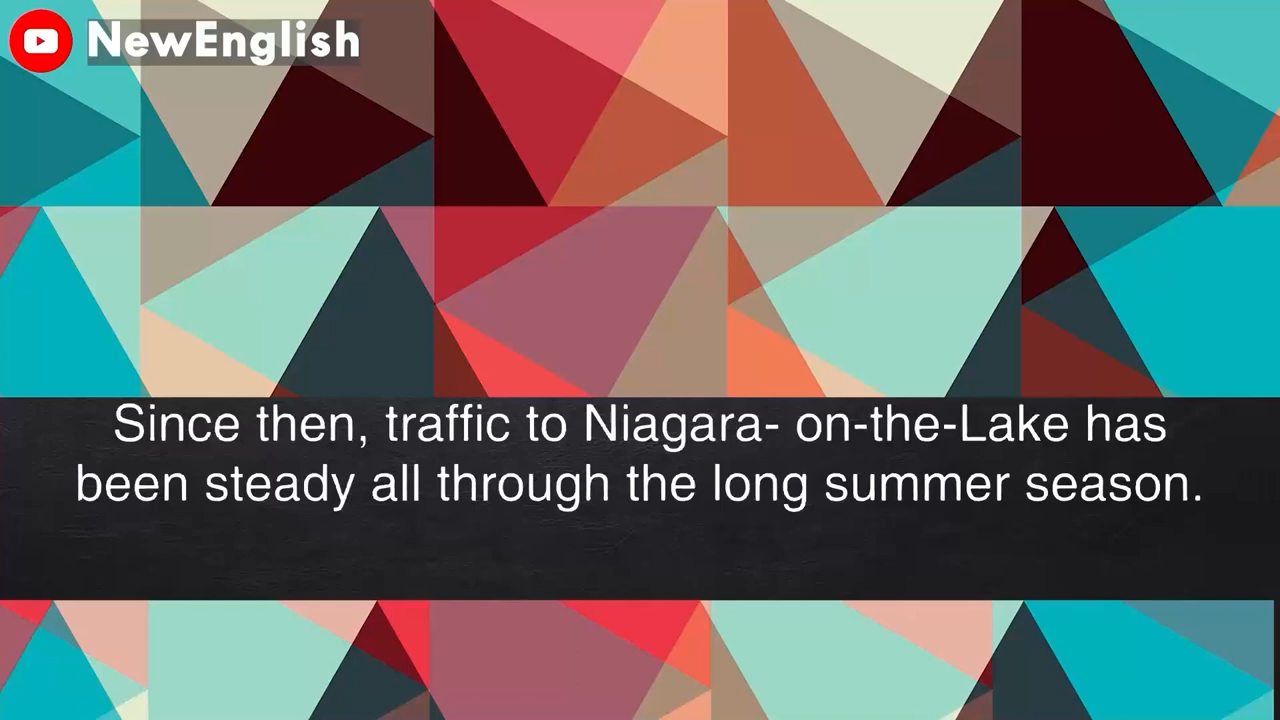 NewEnglish
Since then, traffic to Niagara- on-the-Lake has
been steady all through the long summer season.